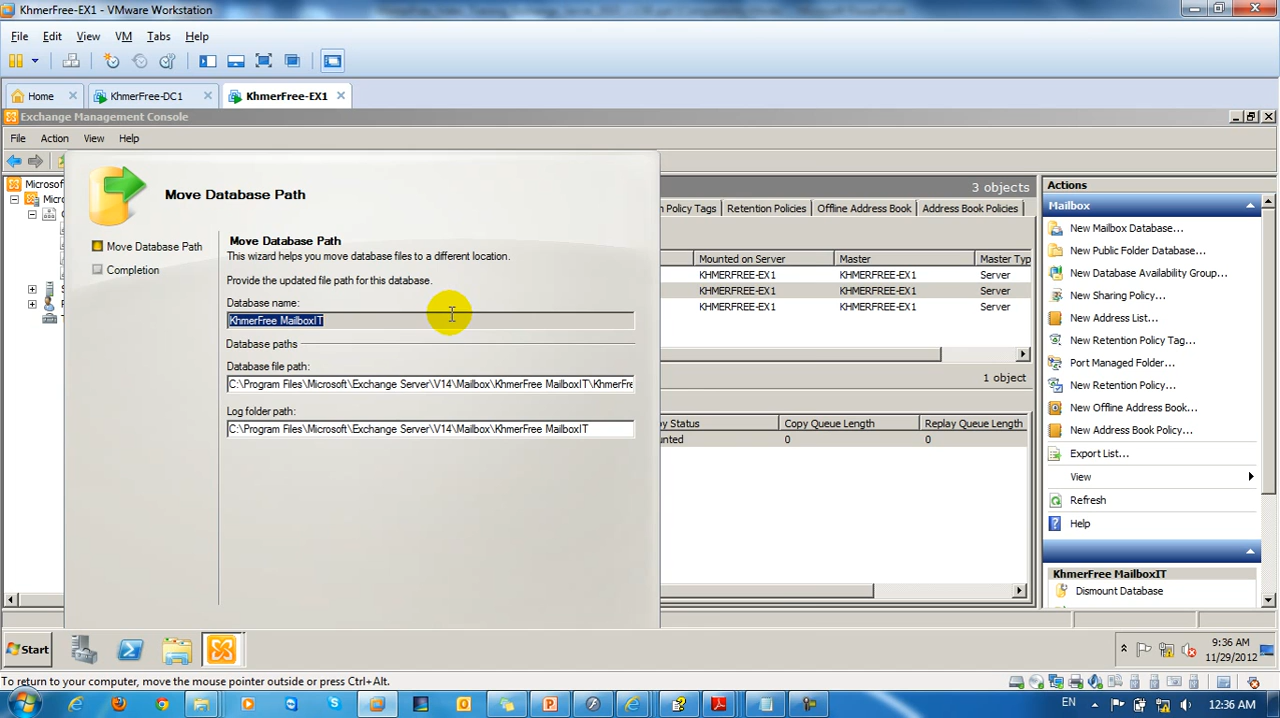 KhmerFree-EX1 - VMware Workstation
File Edit View VM Tabs Help
Home KhmerFree-DC1 KhmerFree-EX1
Exchange Management Console
File Action View Help
Microsof
Micro
Move Database Path
Move Database Path
Completion
Move Database Path
This wizard helps you move database files to a different location.
Provide the updated file path for this database.
Database name:
KhmerFree MailboxIT
Database paths
Database file path:
C:\Program Files\Microsoft\Exchange Server\V14\Mailbox\KhmerFree MailboxIT\KhmerFre
Log folder path:
C:\Program Files\Microsoft\Exchange Server\V14\Mailbox\KhmerFree MailboxIT
3 objects
n Policy Tags Retention Policies Offline Address Book Address Book Policies
Mounted on Server Master Master Typ
KHMERFREE-EX1 KHMERFREE-EX1 Server
KHMERFREE-EX1 KHMERFREE-EX1 Server
KHMERFREE-EX1 KHMERFREE-EX1 Server
1 object
y Status Copy Queue Length Replay Queue Length
unted 0 0
Actions
Mailbox
New Mailbox Database...
New Public Folder Database...
New Database Availability Group...
New Sharing Policy...
New Address List...
New Retention Policy Tag...
Port Managed Folder...
New Retention Policy...
New Offline Address Book...
New Address Book Policy...
Export List...
View
Refresh
Help
KhmerFree MailboxIT
Dismount Database
Start
9:36 AM
11/29/2012
To return to your computer, move the mouse pointer outside or press Ctrl+Alt.
EN
12:36 AM